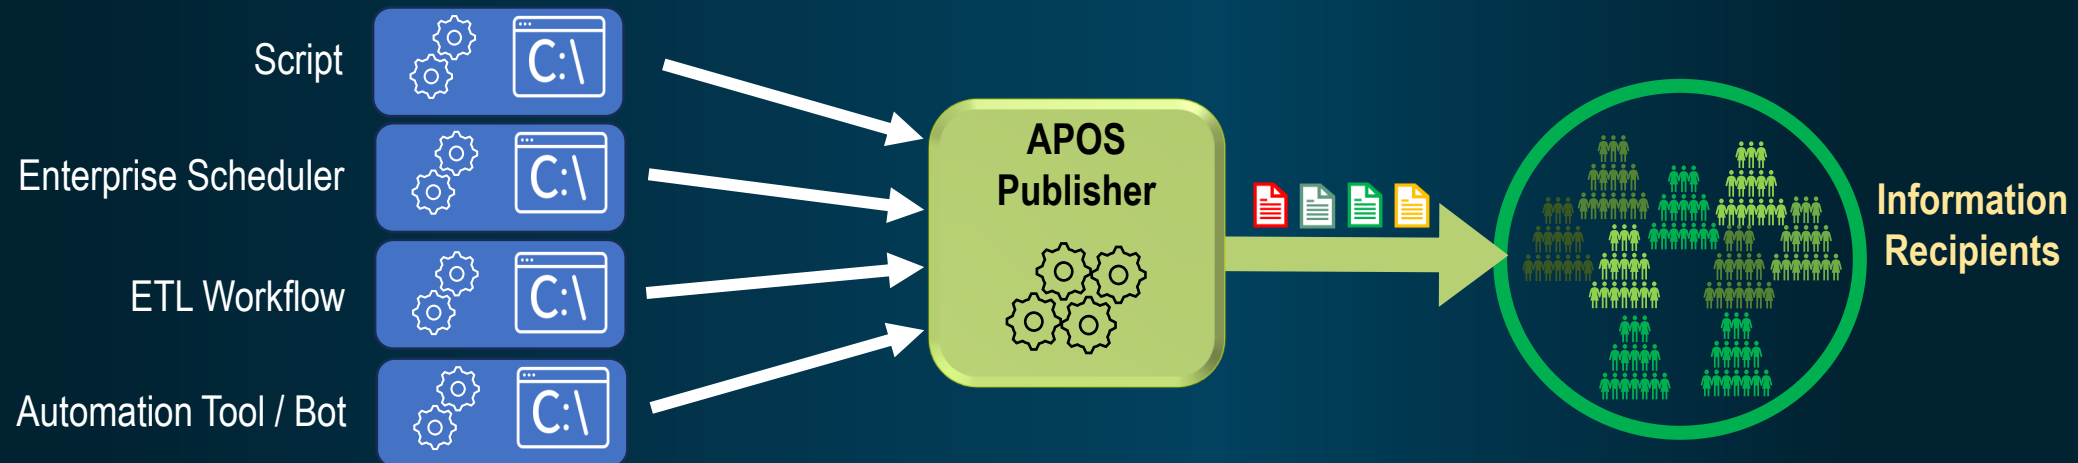 Script
C:\
Enterprise Scheduler
C:\
ETL Workflow
C:\
Automation Tool / Bot
C:\
APOS
Publisher
Information
Recipients